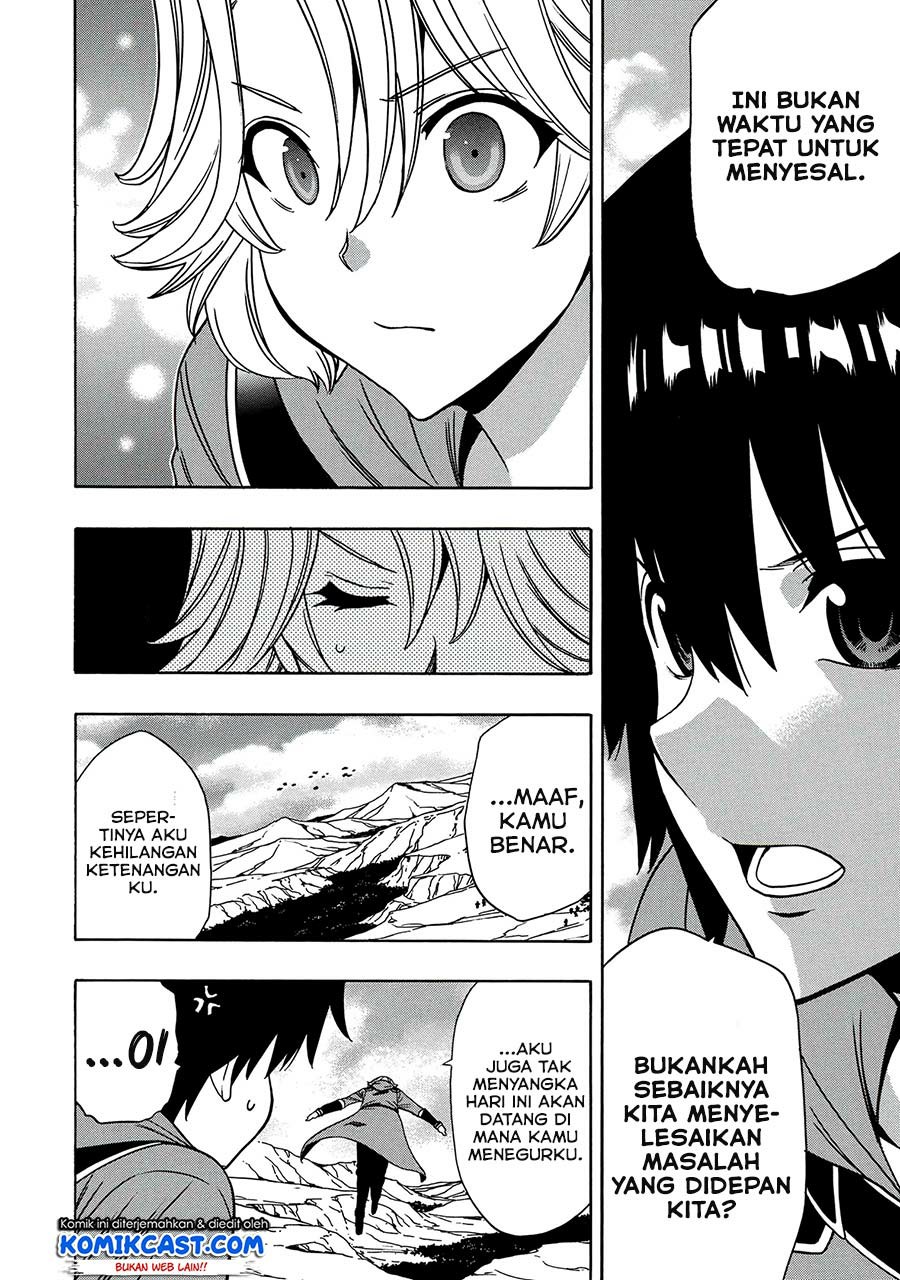 INI BUKAN
WAKTU YANG
TEPAT UNTUK
MENYESAL.
BUKANKAH
SEBAIKNYA
KITA MENYE-
LESAIKAN
MASALAH
YANG DIDEPAN
KITA?
...MAAF,
KAMU
BENAR.
SEPER-
TINYA AKU
KEHILANGAN
KETENANGAN
KU.
...AKU
JUGA TAK
MENYANGKA
HARI INI AKAN
DATANG DI
MANA KAMU
MENEGURKU.
...OI
Komik ini diterjemahkan & diedit oleh
KOMIKCAST.COM
BUKAN WEB LAIN!!